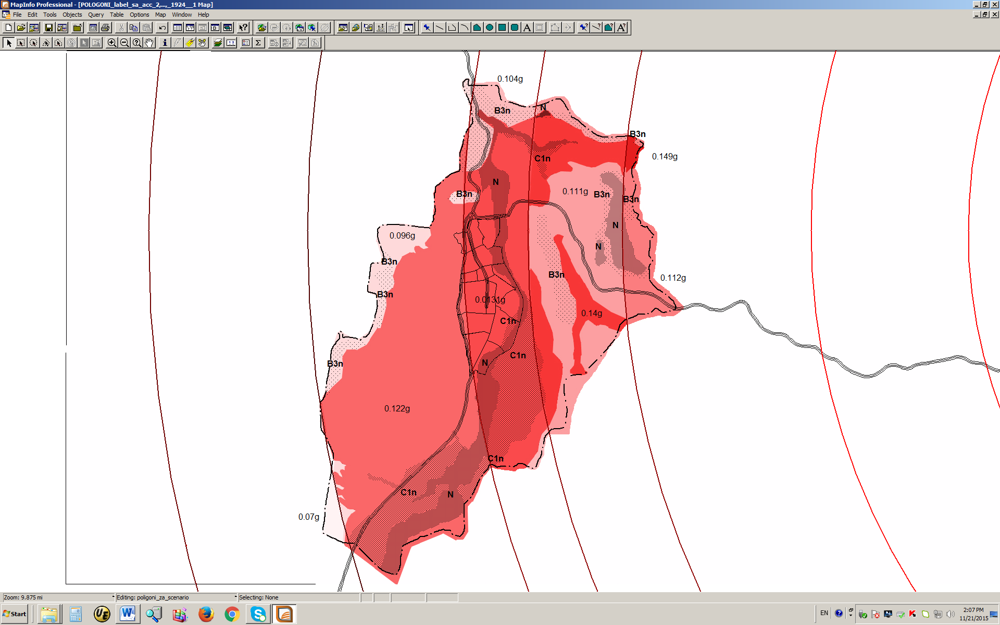 MapInfo Professional - [POLOGONI_label_sa_acc_2,...,_1924__1 Map]
File Edit Tools Objects Query Table Options Map Window Help
0.104g
B3n
N
B3n
0.149g
C1n
N
0.111g
B3n
B3n
B3n
N
0.096g
N
B3n
B3n
0.112g
B3n
0.0131g
0.14g
C1n
C1n
N
B3n
0.122g
C1n
C1n
N
0.07g
Zoom: 9.875 mi
Editing: poligoni_za_scenario
Selecting: None
Start
EN
2:07 PM
11/21/2015